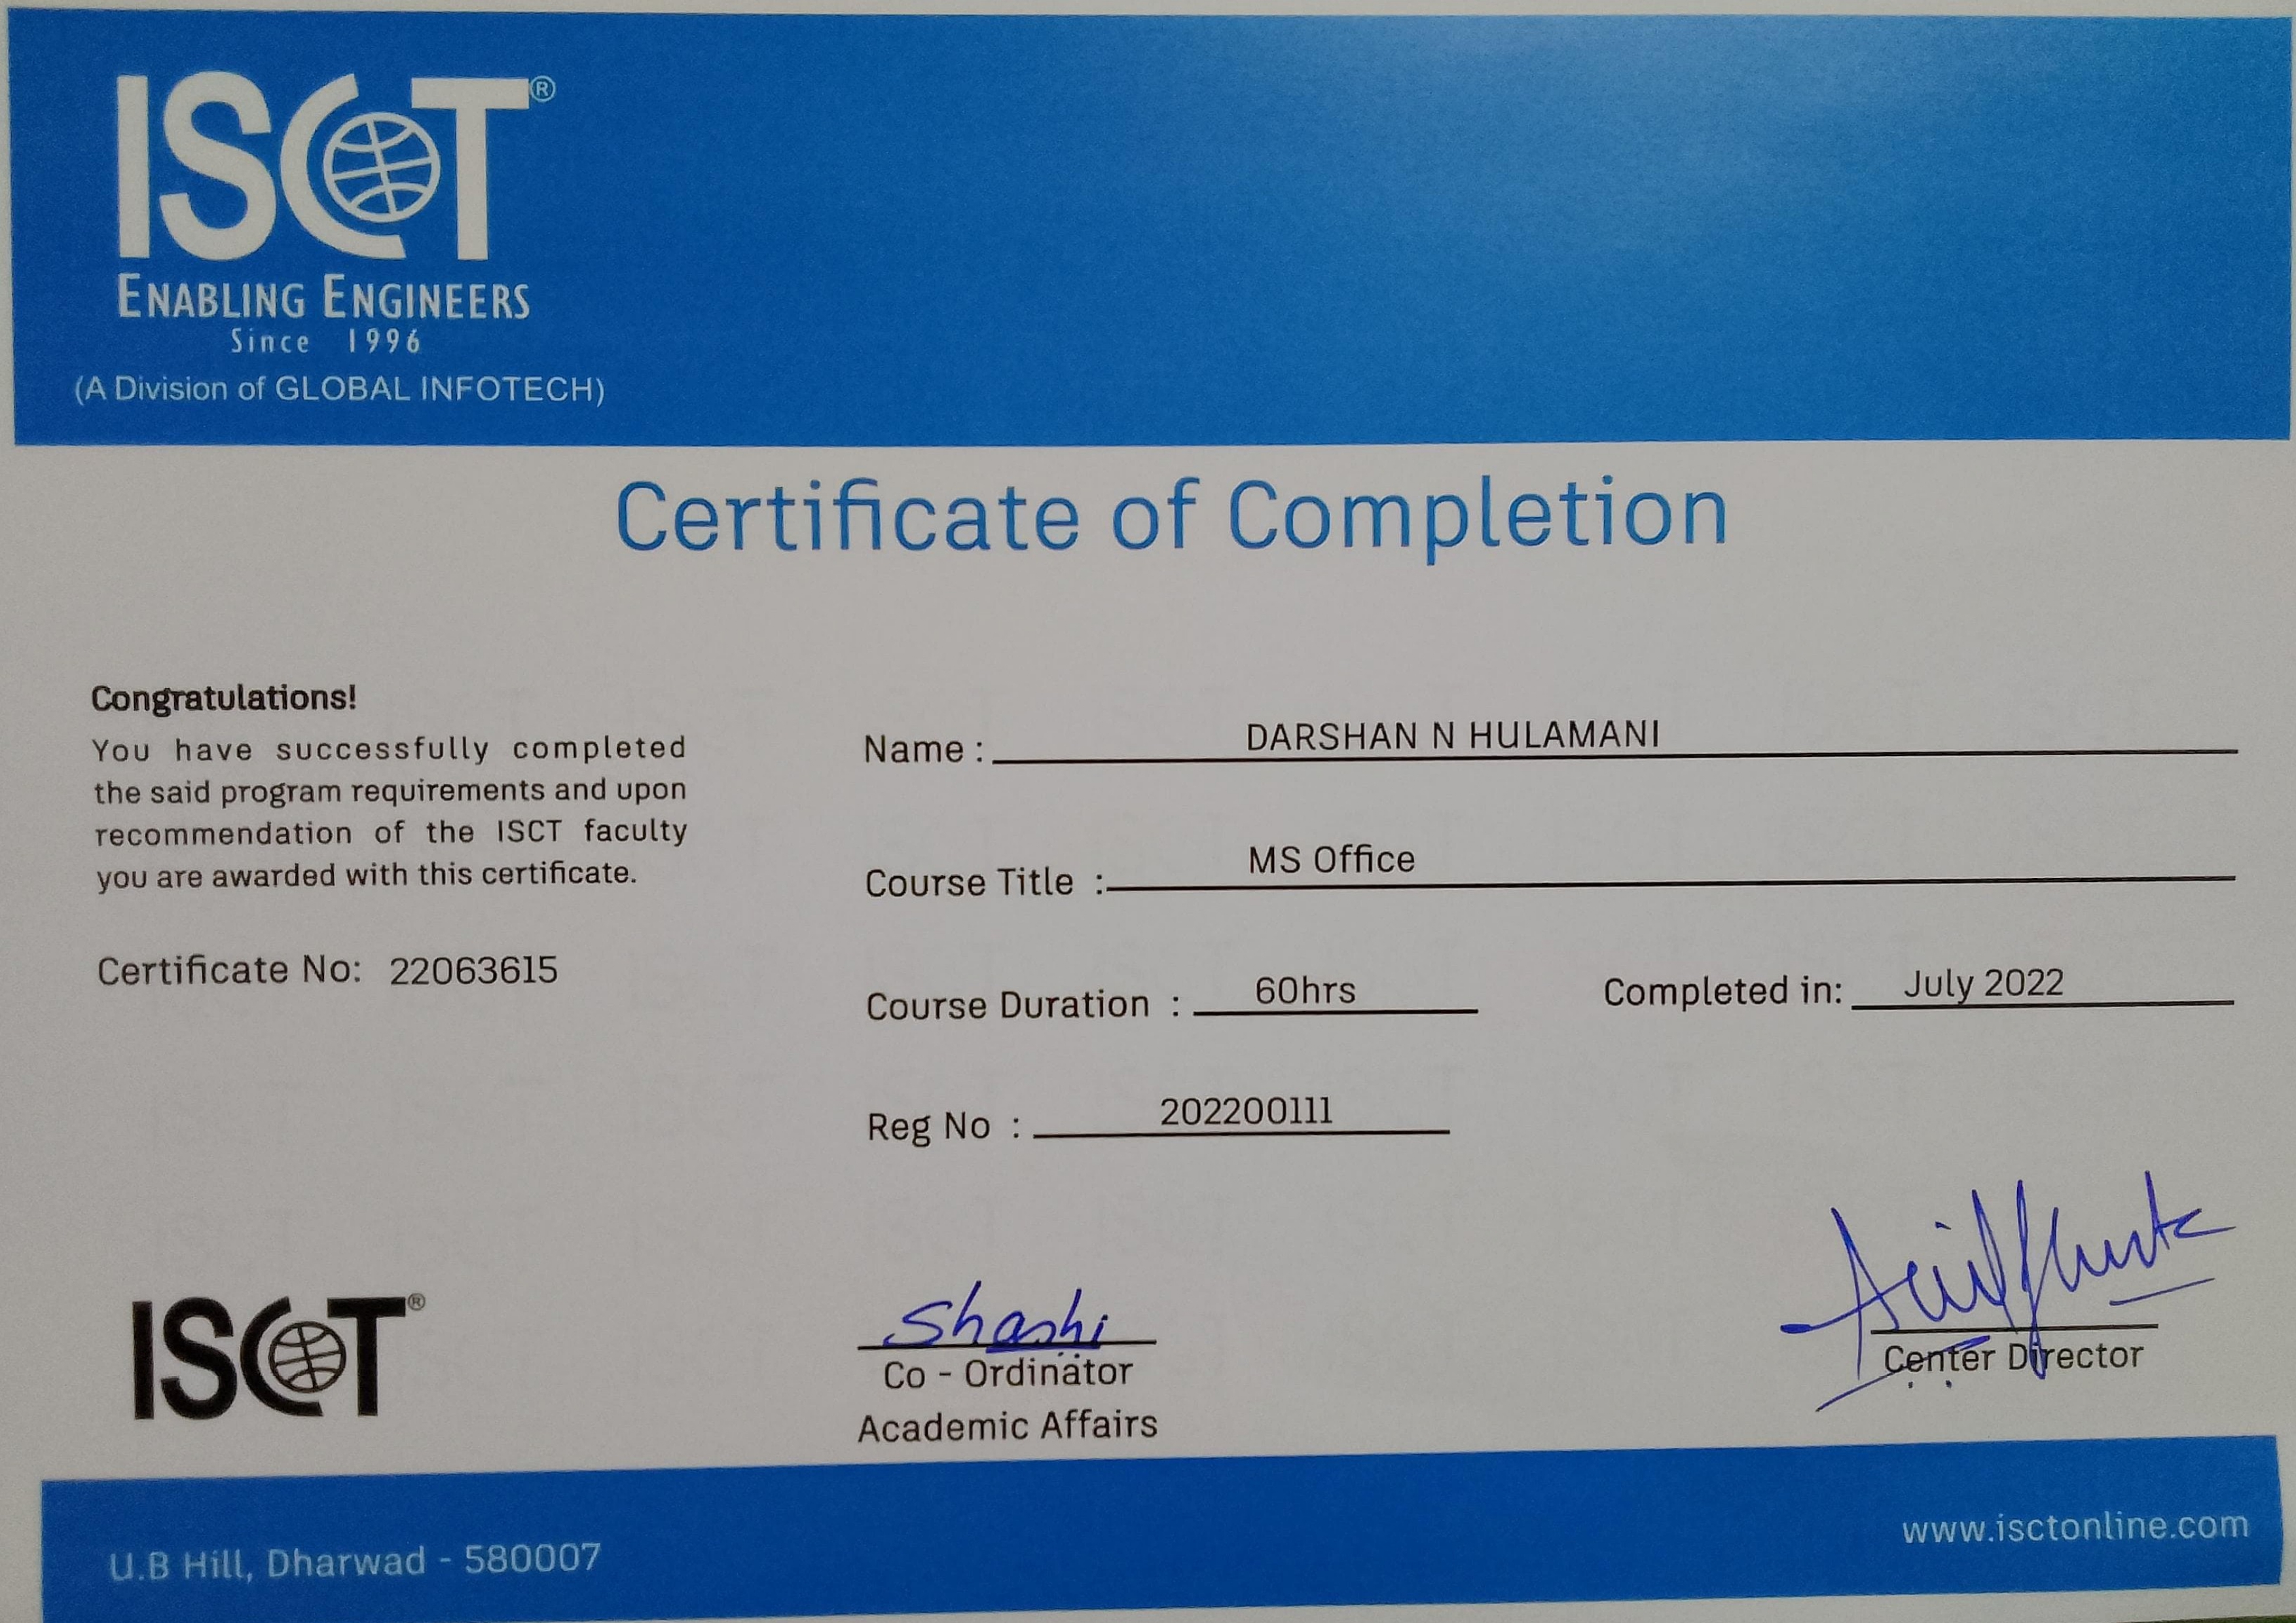 ISCT®
ENABLING ENGINEERS
Since 1996
(A Division of GLOBAL INFOTECH)
Certificate of Completion
Congratulations!
You have successfully completed
the said program requirements and upon
recommendation of the ISCT faculty
you are awarded with this certificate.
Certificate No: 22063615
Name : DARSHAN N HULAMANI
Course Title : MS Office
Course Duration : 60hrs Completed in: July 2022
Reg No : 202200111
ISCT®
Shashi
Co - Ordinator
Academic Affairs
Center Director
U.B Hill, Dharwad - 580007
www.isctonline.com